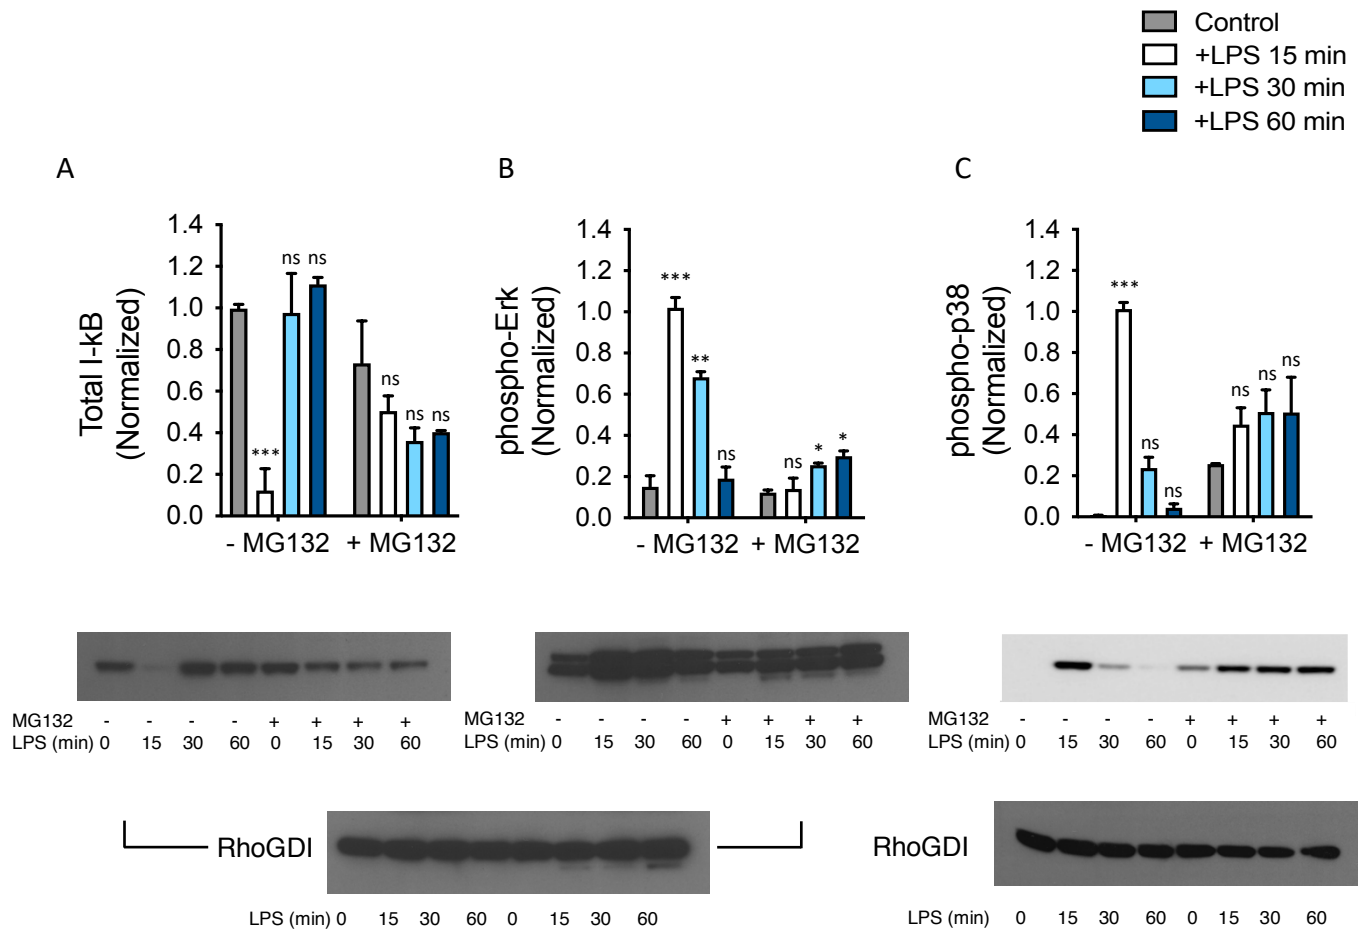 Control
+LPS 15 min
+LPS 30 min
+LPS 60 min
A
B
C
Total I-kB
(Normalized)
1.4
1.2
1.0
0.8
0.6
0.4
0.2
0.0
***
ns
ns
ns
ns
ns
- MG132
+ MG132
phospho-Erk
(Normalized)
1.4
1.2
1.0
0.8
0.6
0.4
0.2
0.0
***
**
ns
ns
*
*
- MG132
+ MG132
phospho-p38
(Normalized)
1.4
1.2
1.0
0.8
0.6
0.4
0.2
0.0
***
ns
ns
ns
ns
ns
- MG132
+ MG132
MG132 - - - - + + + +
LPS (min) 0 15 30 60 0 15 30 60
MG132 - - - - + + + +
LPS (min) 0 15 30 60 0 15 30 60
MG132 - - - - + + + +
LPS (min) 0 15 30 60 0 15 30 60
RhoGDI
LPS (min) 0 15 30 60 0 15 30 60
RhoGDI
LPS (min) 0 15 30 60 0 15 30 60